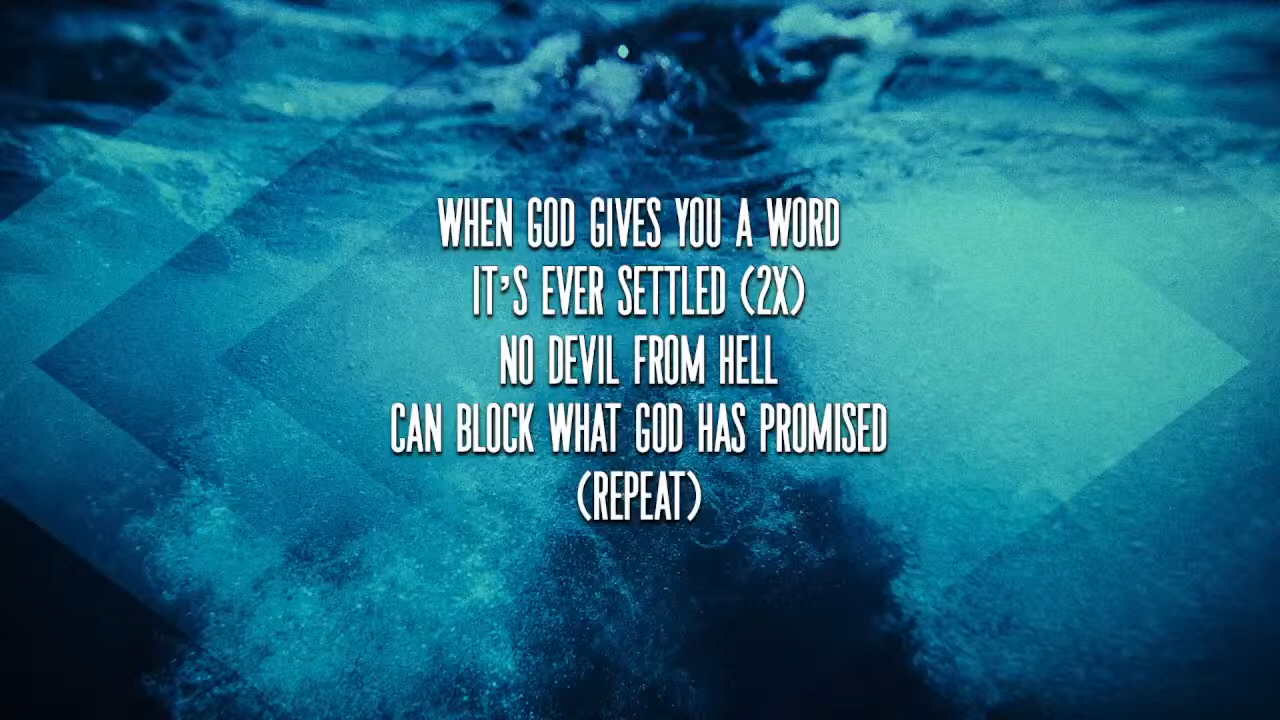 WHEN GOD GIVES YOU A WORD
IT'S EVER SETTLED (2X)
NO DEVIL FROM HELL
CAN BLOCK WHAT GOD HAS PROMISED
(REPEAT)